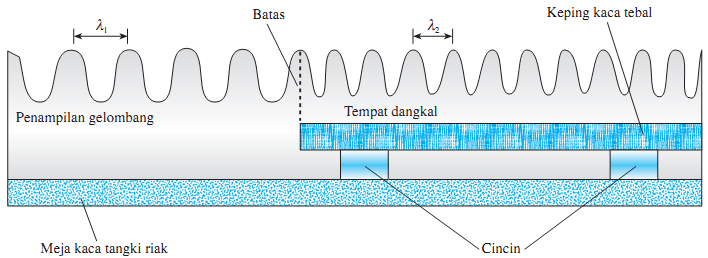 Batas
Keping kaca tebal
λ₁
λ₂
Penampilan gelombang
Tempat dangkal
Meja kaca tangki riak
Cincin